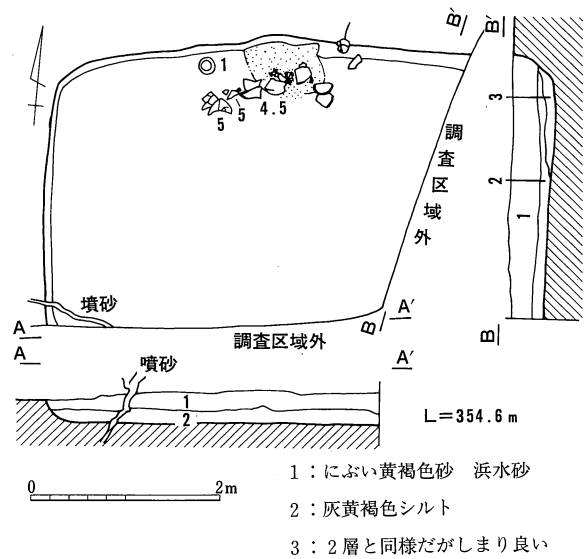 B′
B′
1
5
5
4.5
3
2
1
調査区域外
墳砂
A
A′
B
B
調査区域外
A
A′
噴砂
1
2
L=354.6m
0
2m
1：にぶい黄褐色砂 浜水砂
2：灰黄褐色シルト
3：2層と同様だがしまり良い